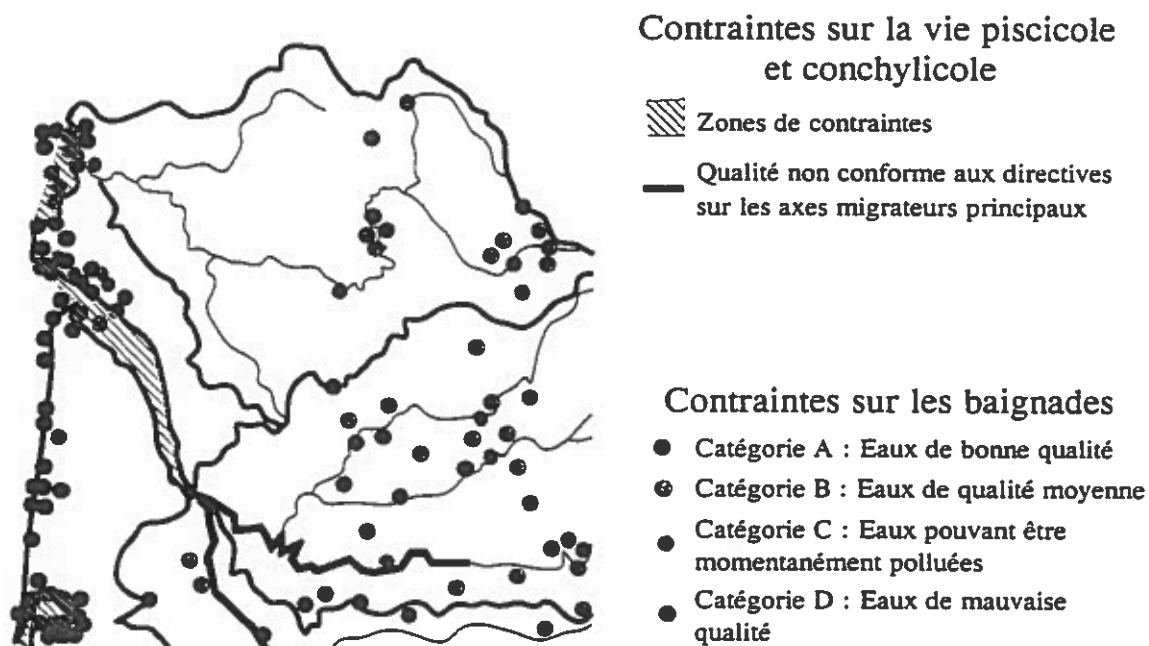 Contraintes sur la vie piscicole
et conchylicole
Zones de contraintes
Qualité non conforme aux directives
sur les axes migrateurs principaux
Contraintes sur les baignades
Catégorie A : Eaux de bonne qualité
Catégorie B : Eaux de qualité moyenne
Catégorie C : Eaux pouvant être
momentanément polluées
Catégorie D : Eaux de mauvaise
qualité